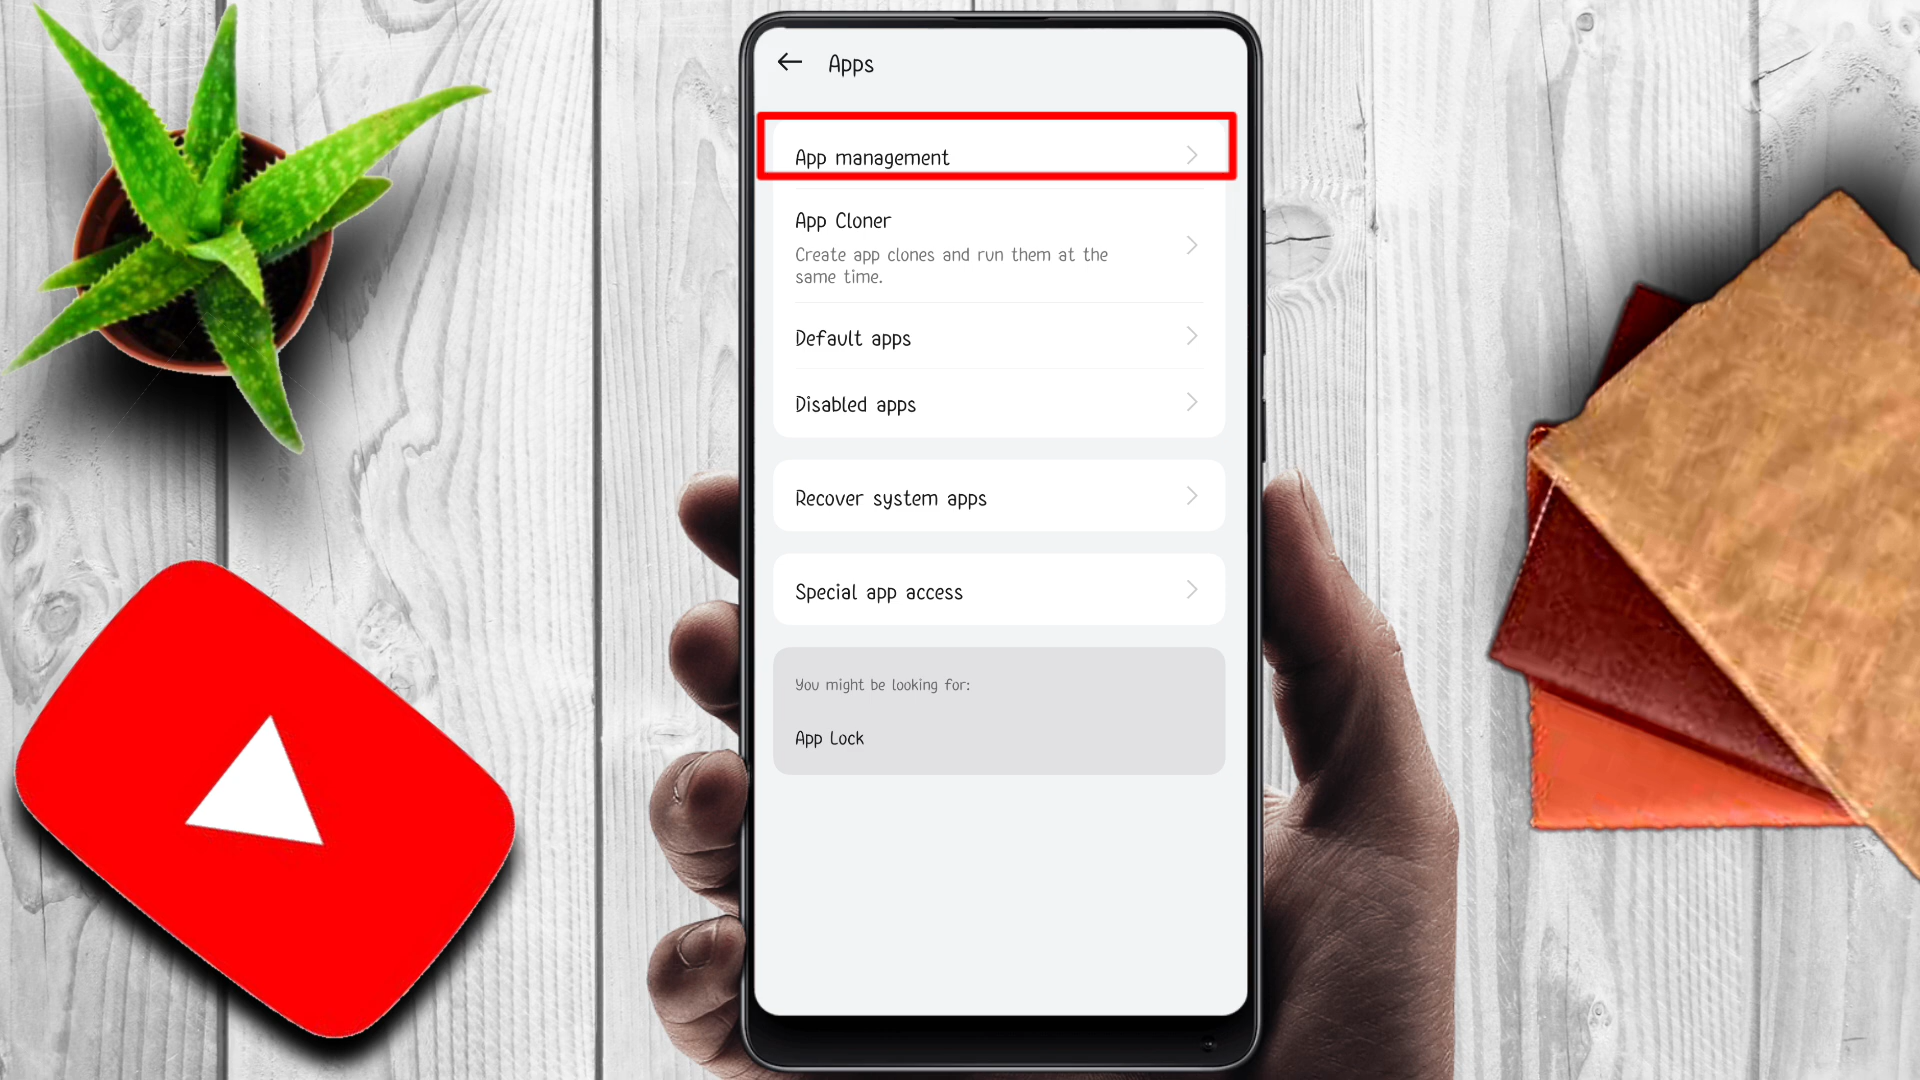 Apps
App management
App Cloner
Create app clones and run them at the
same time.
Default apps
Disabled apps
Recover system apps
Special app access
You might be looking for:
App Lock